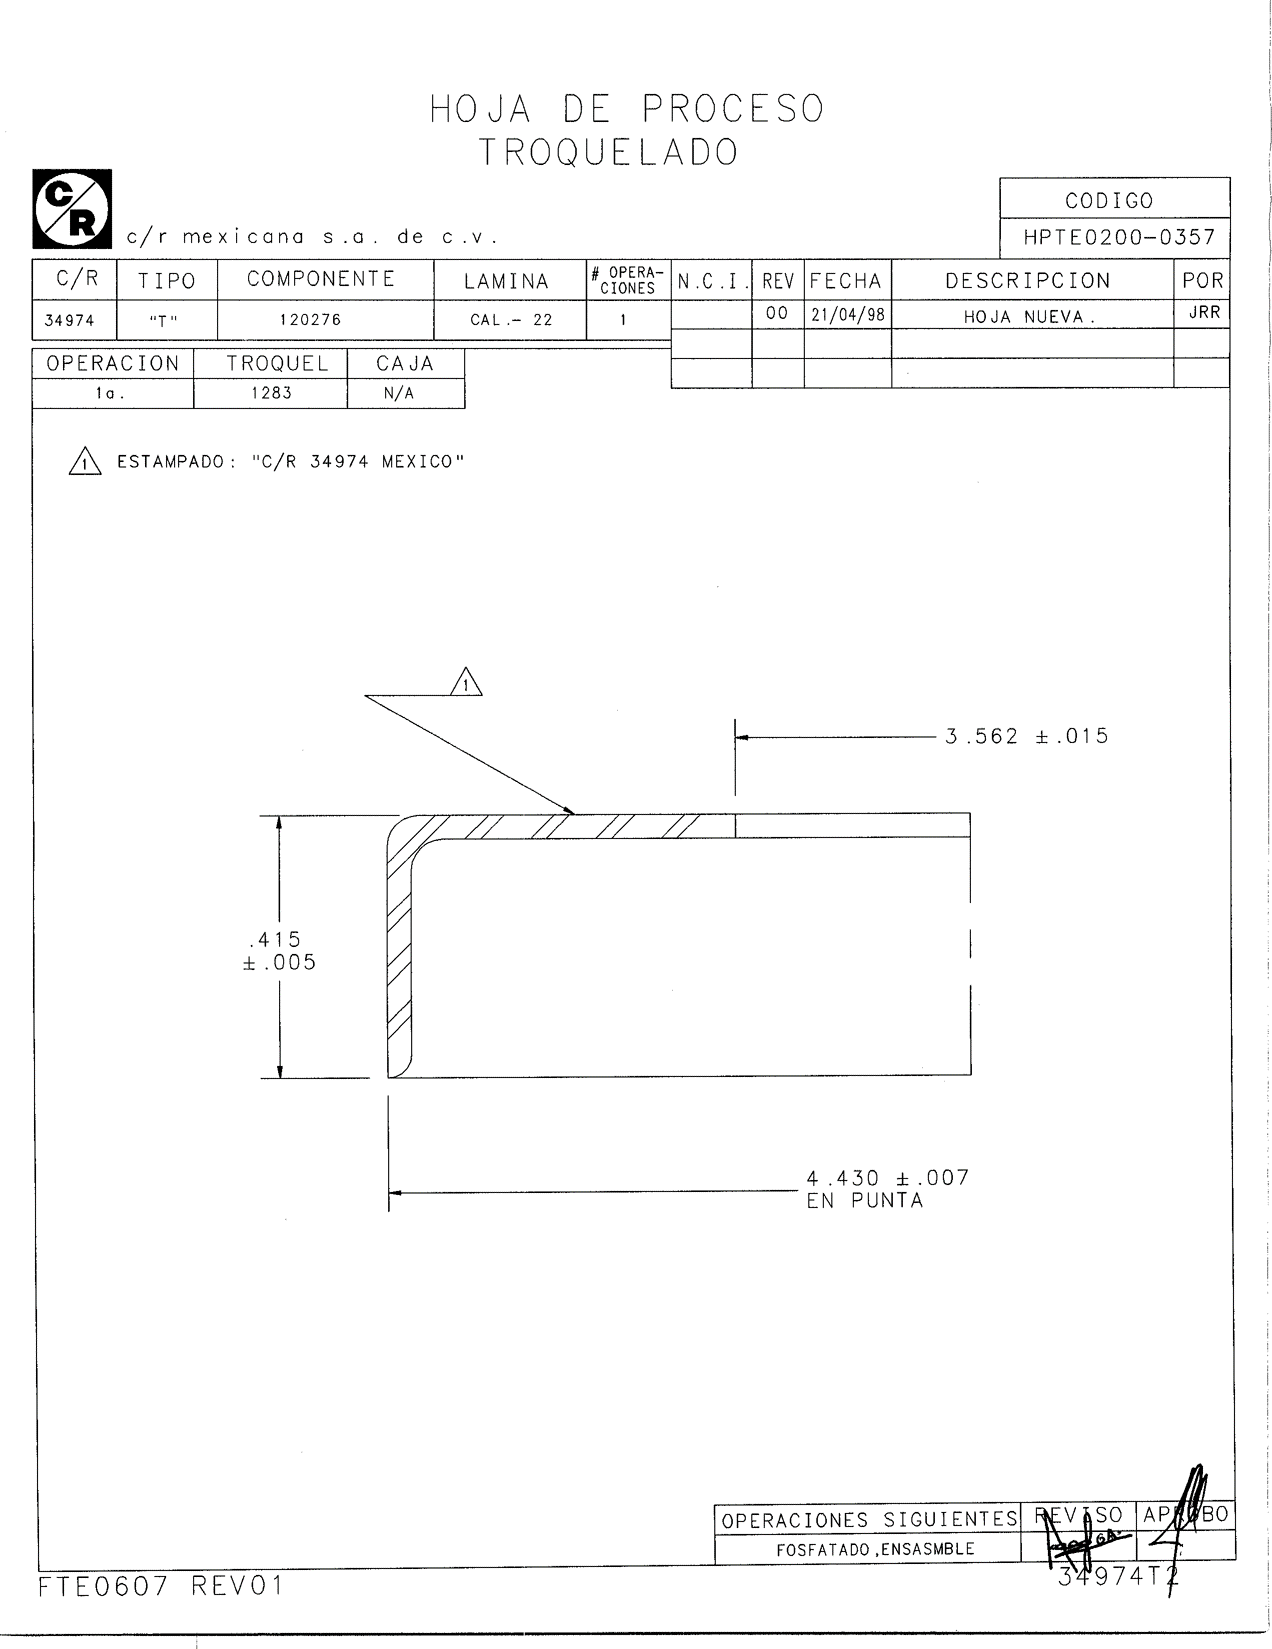 HOJA DE PROCESO
TROQUELADO
C/R
c/r mexicana s.a. de c.v.
CODIGO
HPTE0200-0357
C/R TIPO COMPONENTE LAMINA # OPERA-CIONES N.C.I. REV FECHA DESCRIPCION POR
34974 "T" 120276 CAL.- 22 1 00 21/04/98 HOJA NUEVA. JRR
OPERACION TROQUEL CAJA
1a. 1283 N/A
1 ESTAMPADO: "C/R 34974 MEXICO"
1
3.562 ±.015
.415
±.005
4.430 ±.007
EN PUNTA
OPERACIONES SIGUIENTES REVISO APROBO
FOSFATADO,ENSASMBLE
FTE0607 REV01
34974T2